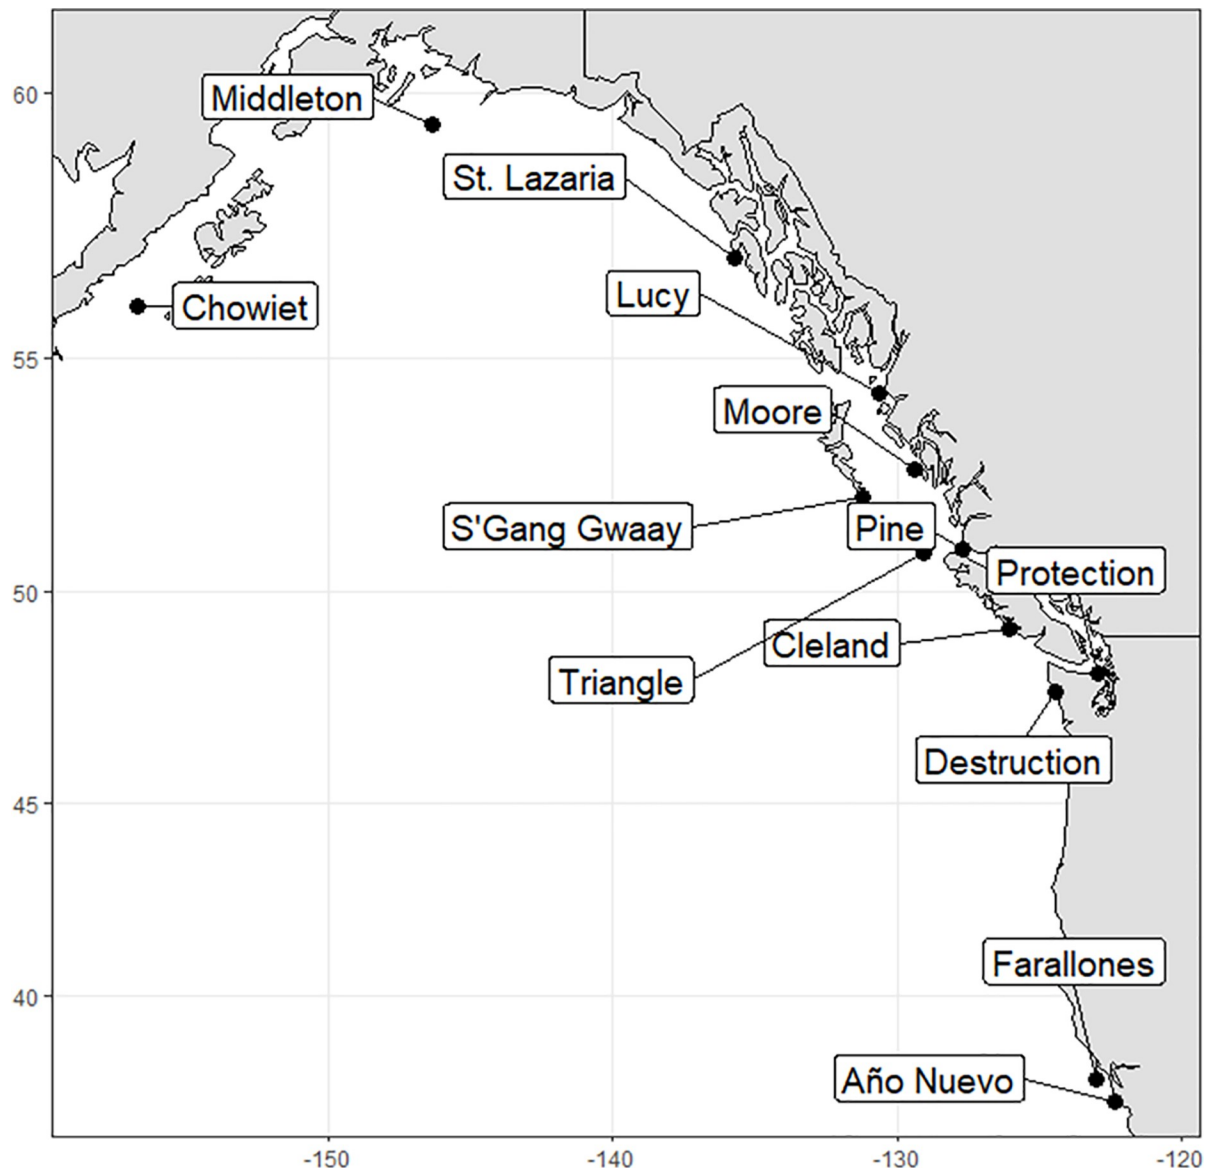 60
Middleton
St. Lazaria
Lucy
Chowiet
55
Moore
S'Gang Gwaay
Pine
Protection
50
Cleland
Triangle
Destruction
45
Farallones
40
Año Nuevo
-150
-140
-130
-120